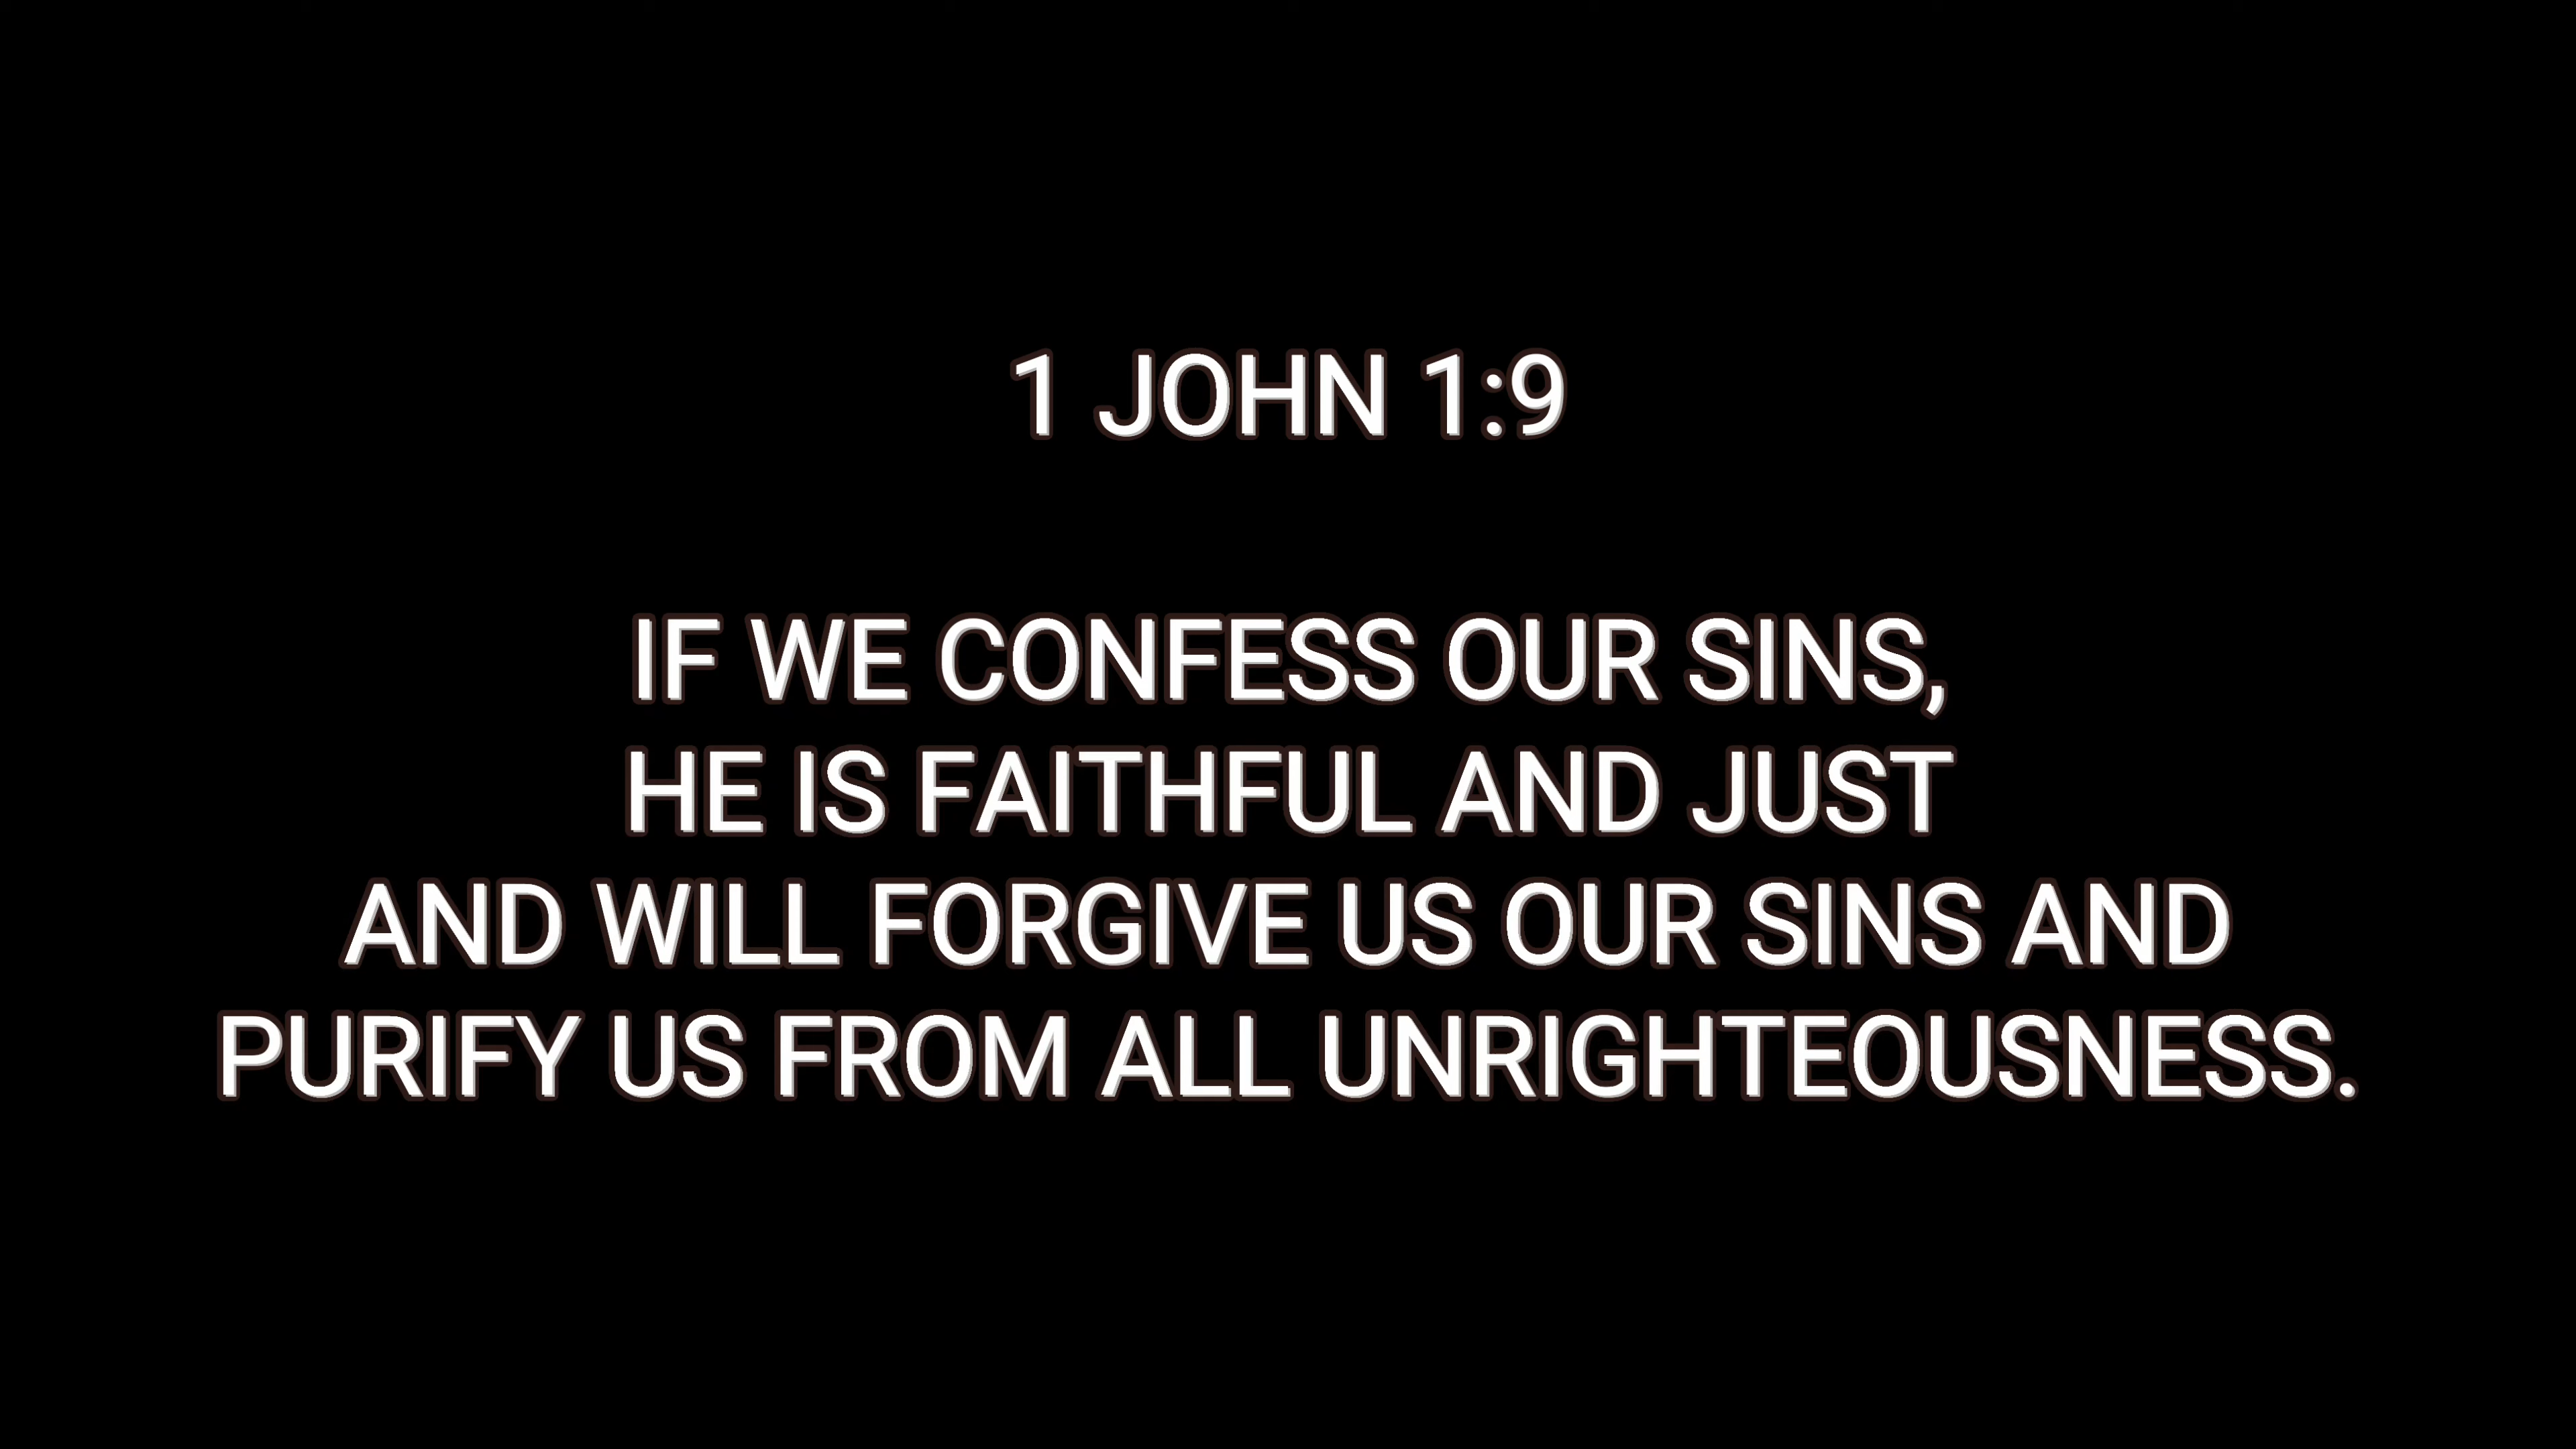 1 JOHN 1:9
IF WE CONFESS OUR SINS,
HE IS FAITHFUL AND JUST
AND WILL FORGIVE US OUR SINS AND
PURIFY US FROM ALL UNRIGHTEOUSNESS.